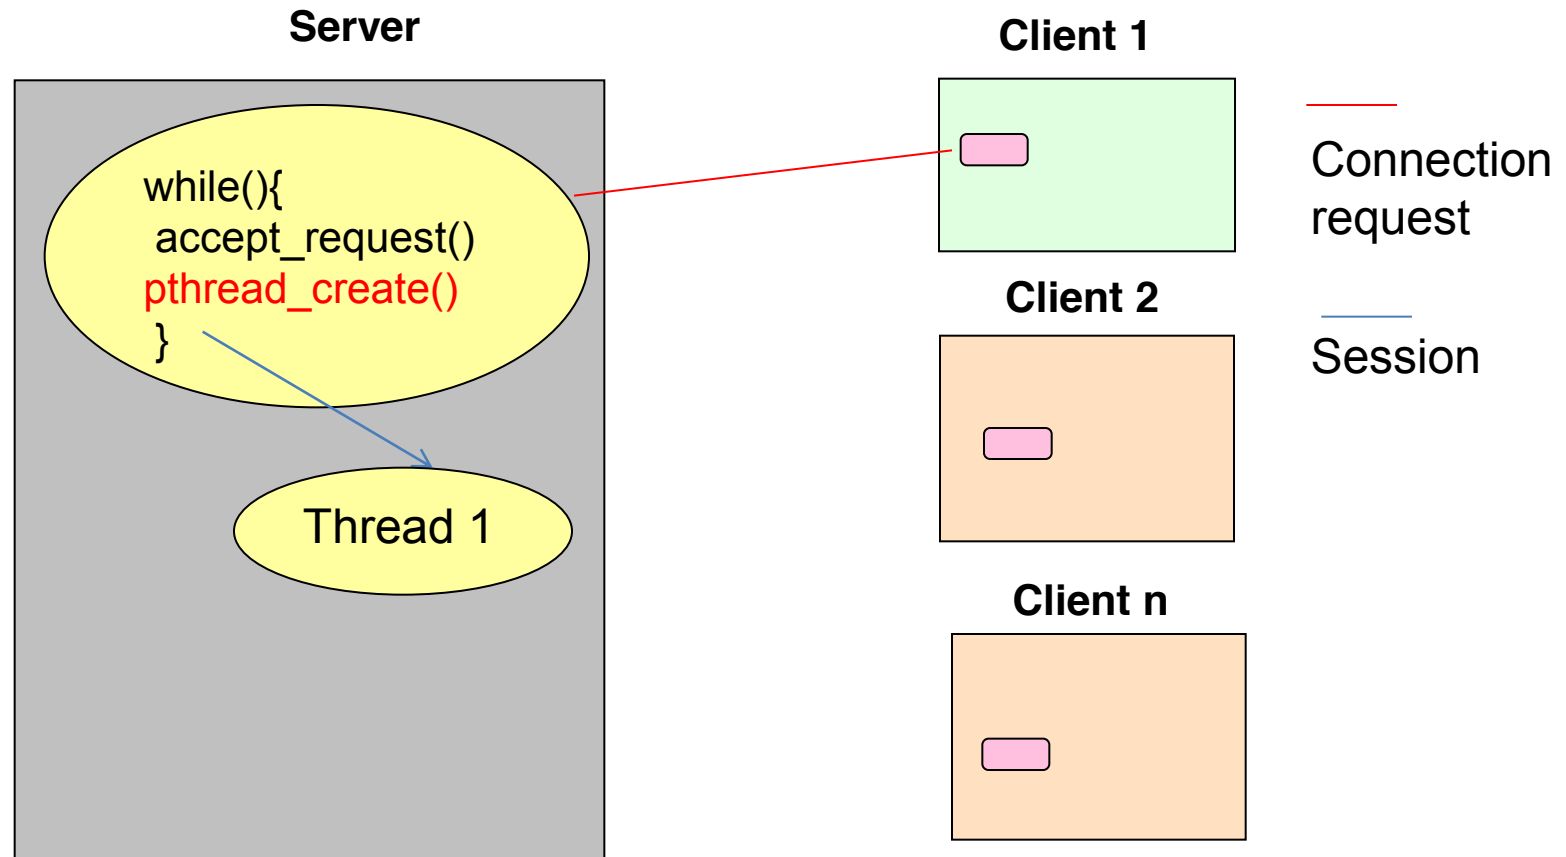 Server
while(){
accept_request()
pthread_create()
}
Thread 1
Client 1
Client 2
Client n
Connection
request
Session